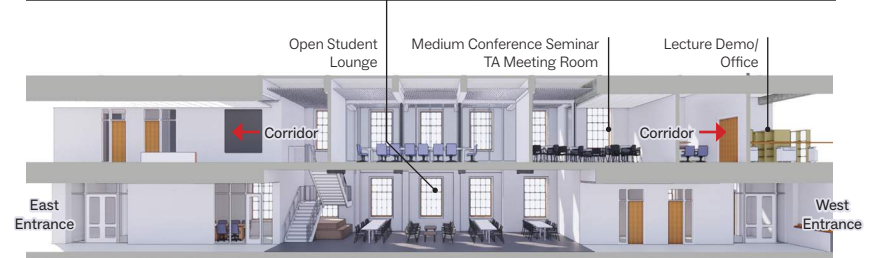 Open Student
Lounge
Medium Conference Seminar
TA Meeting Room
Lecture Demo/
Office
Corridor
Corridor
East
Entrance
West
Entrance